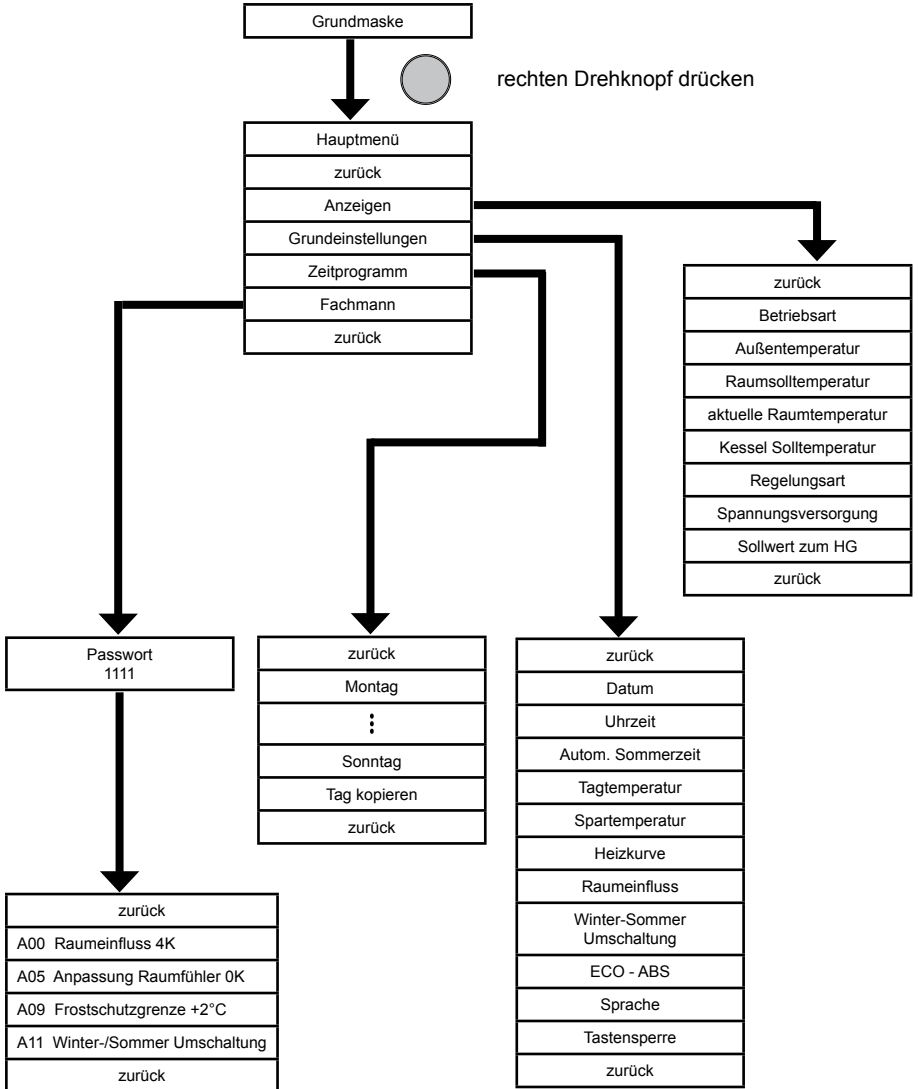 Grundmaske
rechten Drehknopf drücken
Hauptmenü
zurück
Anzeigen
Grundeinstellungen
Zeitprogramm
Fachmann
zurück
zurück
Betriebsart
Außentemperatur
Raumsolltemperatur
aktuelle Raumtemperatur
Kessel Solltemperatur
Regelungsart
Spannungsversorgung
Sollwert zum HG
zurück
Passwort
1111
zurück
A00 Raumeinfluss 4K
A05 Anpassung Raumfühler 0K
A09 Frostschutzgrenze +2°C
A11 Winter-/Sommer Umschaltung
zurück
zurück
Montag
Sonntag
Tag kopieren
zurück
zurück
Datum
Uhrzeit
Autom. Sommerzeit
Tagtemperatur
Spartemperatur
Heizkurve
Raumeinfluss
Winter-Sommer
Umschaltung
ECO - ABS
Sprache
Tastensperre
zurück